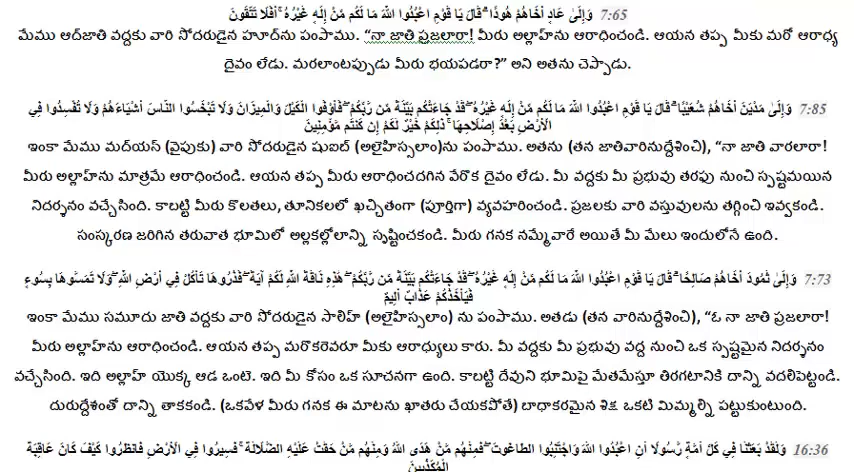 وَإِلَىٰ عَادٍ أَخَاهُمْ هُودًا ۗ قَالَ يَا قَوْمِ اعْبُدُوا اللَّهَ مَا لَكُم مِّنْ إِلَٰهٍ غَيْرُهُ ۚ أَفَلَا تَتَّقُونَ 7:65
మేము ఆద్‌జాతి వద్దకు వారి సోదరుడైన హూద్‌ను పంపాము. “నా జాతి ప్రజలారా! మీరు అల్లాహ్‌ను ఆరాధించండి. ఆయన తప్ప మీకు మరో ఆరాధ్య
దైవం లేడు. మరలాంటప్పుడు మీరు భయపడరా?” అని అతను చెప్పాడు.
وَإِلَىٰ مَدْيَنَ أَخَاهُمْ شُعَيْبًا ۗ قَالَ يَا قَوْمِ اعْبُدُوا اللَّهَ مَا لَكُم مِّنْ إِلَٰهٍ غَيْرُهُ ۖ قَدْ جَاءَتْكُم بَيِّنَةٌ مِّن رَّبِّكُمْ ۖ فَأَوْفُوا الْكَيْلَ وَالْمِيزَانَ وَلَا تَبْخَسُوا النَّاسَ أَشْيَاءَهُمْ وَلَا تُفْسِدُوا فِي 7:85
الْأَرْضِ بَعْدَ إِصْلَاحِهَا ۚ ذَٰلِكُمْ خَيْرٌ لَّكُمْ إِن كُنتُم مُّؤْمِنِينَ
ఇంకా మేము మద్‌యన్ (వైపుకు) వారి సోదరుడైన షుఐబ్ (అలైహిస్సలాం)ను పంపాము. అతను (తన జాతివారినుద్దేశించి), “నా జాతి వారలారా!
మీరు అల్లాహ్‌ను మాత్రమే ఆరాధించండి. ఆయన తప్ప మీరు ఆరాధించదగిన వేరొక దైవం లేడు. మీ వద్దకు మీ ప్రభువు తరఫు నుంచి స్పష్టమయిన
నిదర్శనం వచ్చేసింది. కాబట్టి మీరు కొలతలు, తూనికలలో ఖచ్చితంగా (పూర్తిగా) వ్యవహరించండి. ప్రజలకు వారి వస్తువులను తగ్గించి ఇవ్వకండి.
సంస్కరణ జరిగిన తరువాత భూమిలో అల్లకల్లోలాన్ని సృష్టించకండి. మీరు గనక నమ్మేవారే అయితే మీ మేలు ఇందులోనే ఉంది.
وَإِلَىٰ ثَمُودَ أَخَاهُمْ صَالِحًا ۗ قَالَ يَا قَوْمِ اعْبُدُوا اللَّهَ مَا لَكُم مِّنْ إِلَٰهٍ غَيْرُهُ ۖ قَدْ جَاءَتْكُم بَيِّنَةٌ مِّن رَّبِّكُمْ ۖ هَٰذِهِ نَاقَةُ اللَّهِ لَكُمْ آيَةً ۖ فَذَرُوهَا تَأْكُلْ فِي أَرْضِ اللَّهِ ۖ وَلَا تَمَسُّوهَا بِسُوءٍ 7:73
فَيَأْخُذَكُمْ عَذَابٌ أَلِيمٌ
ఇంకా మేము సమూదు జాతి వద్దకు వారి సోదరుడైన సాలిహ్ (అలైహిస్సలాం) ను పంపాము. అతడు (తన వారినుద్దేశించి), “ఓ నా జాతి ప్రజలారా!
మీరు అల్లాహ్‌ను ఆరాధించండి. ఆయన తప్ప మరొకరెవరూ మీకు ఆరాధ్యులు కారు. మీ వద్దకు మీ ప్రభువు వద్ద నుంచి ఒక స్పష్టమైన నిదర్శనం
వచ్చేసింది. ఇది అల్లాహ్ యొక్క ఆడ ఒంటె. ఇది మీ కోసం ఒక సూచనగా ఉంది. కాబట్టి దేవుని భూమిపై మేతమేస్తూ తిరగటానికి దాన్ని వదలిపెట్టండి.
దురుద్దేశంతో దాన్ని తాకకండి. (ఒకవేళ మీరు గనక ఈ మాటను ఖాతరు చేయకపోతే) బాధాకరమైన శిక్ష ఒకటి మిమ్మల్ని పట్టుకుంటుంది.
وَلَقَدْ بَعَثْنَا فِي كُلِّ أُمَّةٍ رَّسُولًا أَنِ اعْبُدُوا اللَّهَ وَاجْتَنِبُوا الطَّاغُوتَ ۖ فَمِنْهُم مَّنْ هَدَى اللَّهُ وَمِنْهُم مَّنْ حَقَّتْ عَلَيْهِ الضَّلَالَةُ ۚ فَسِيرُوا فِي الْأَرْضِ فَانظُرُوا كَيْفَ كَانَ عَاقِبَةُ 16:36
الْمُكَذِّبِينَ